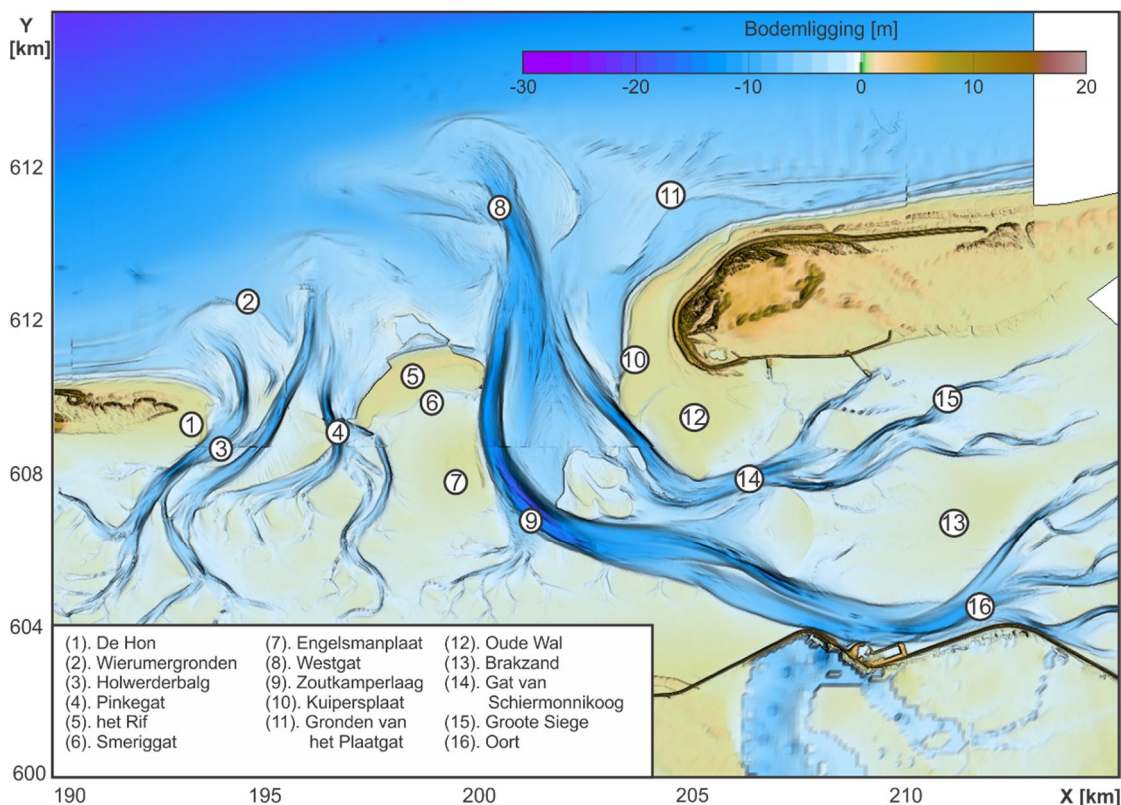 Y
[km]
Bodemligging [m]
-30 -20 -10 0 10 20
612
612
608
604
600
1
2
3
4
5
6
7
8
9
10
11
12
13
14
15
16
(1). De Hon
(2). Wierumergronden
(3). Holwerderbalg
(4). Pinkegat
(5). het Rif
(6). Smeriggat
(7). Engelsmanplaat
(8). Westgat
(9). Zoutkamperlaag
(10). Kuipersplaat
(11). Gronden van
het Plaatgat
(12). Oude Wal
(13). Brakzand
(14). Gat van
Schiermonnikoog
(15). Groote Siege
(16). Oort
190 195 200 205 210 X [km]